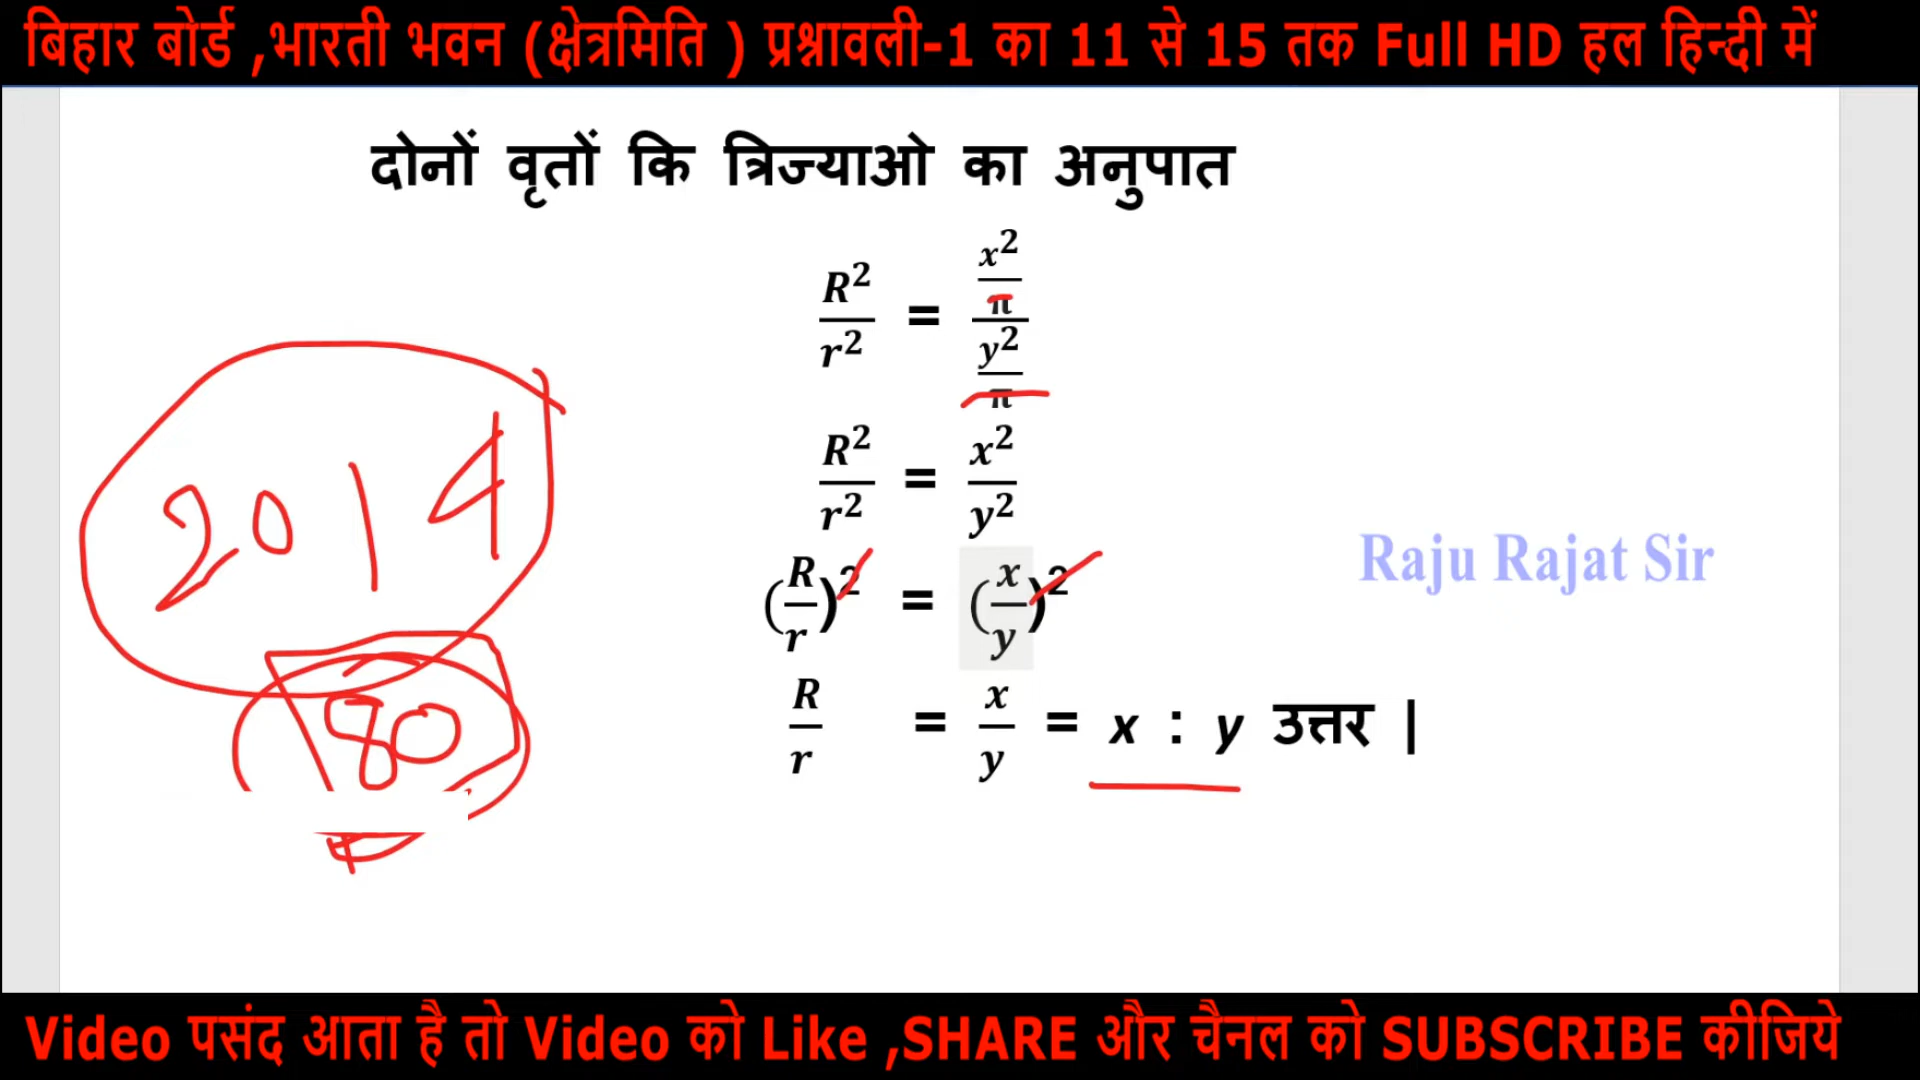 बिहार बोर्ड ,भारती भवन (क्षेत्रमिति ) प्रश्नावली-1 का 11 से 15 तक Full HD हल हिन्दी में
दोनों वृतों कि त्रिज्याओ का अनुपात
R²/r² = (x²/π)/(y²/π)
R²/r² = x²/y²
(R/r)² = (x/y)²
R/r = x/y = x : y उत्तर |
2014
80
Raju Rajat Sir
Video पसंद आता है तो Video को Like ,SHARE और चैनल को SUBSCRIBE कीजिये